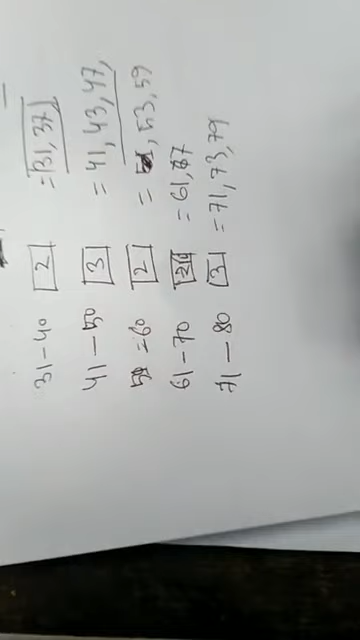 31-40 2 = 31, 37
41-50 3 = 41, 43, 47,
= 60 2 = , 53, 59
61-70 = 61, 67
71-80 3 = 71, 73, 79